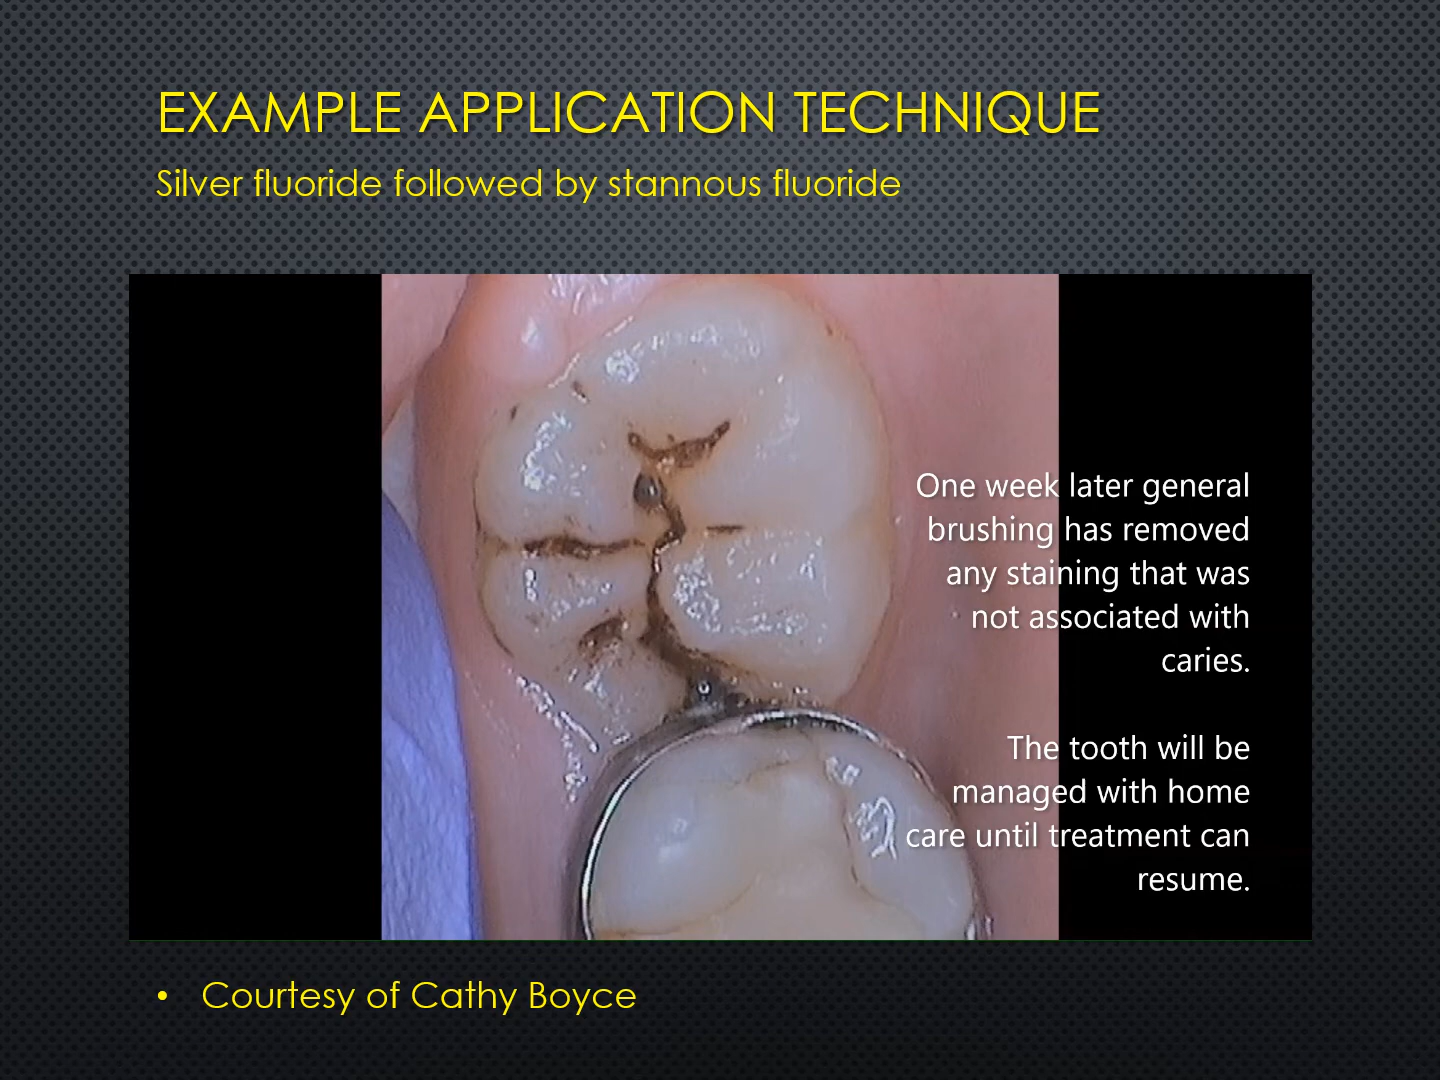 EXAMPLE APPLICATION TECHNIQUE
Silver fluoride followed by stannous fluoride
One week later general
brushing has removed
any staining that was
not associated with
caries.
The tooth will be
managed with home
care until treatment can
resume.
• Courtesy of Cathy Boyce